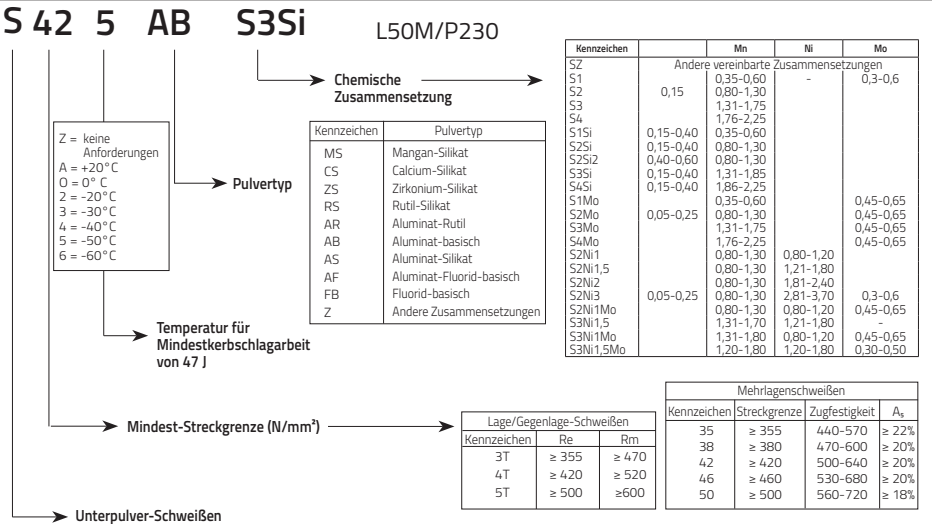 S 42 5 AB S3Si L50M/P230
Chemische
Zusammensetzung
Kennzeichen Mn Ni Mo
SZ Andere vereinbarte Zusammensetzungen
S1 0,35-0,60 - 0,3-0,6
S2 0,15 0,80-1,30
S3 1,31-1,75
S4 1,76-2,25
S1Si 0,15-0,40 0,35-0,60
S2Si 0,15-0,40 0,80-1,30
S2Si2 0,40-0,60 0,80-1,30
S3Si 0,15-0,40 1,31-1,85
S4Si 0,15-0,40 1,86-2,25
S1Mo 0,35-0,60 0,45-0,65
S2Mo 0,05-0,25 0,80-1,30 0,45-0,65
S3Mo 1,31-1,75 0,45-0,65
S4Mo 1,76-2,25 0,45-0,65
S2Ni1 0,80-1,30 0,80-1,20
S2Ni1,5 0,80-1,30 1,21-1,80
S2Ni2 0,80-1,30 1,81-2,40
S2Ni3 0,05-0,25 0,80-1,30 2,81-3,70 0,3-0,6
S2Ni1Mo 0,80-1,30 0,80-1,20 0,45-0,65
S3Ni1,5 1,31-1,70 1,21-1,80 -
S3Ni1Mo 1,31-1,80 0,80-1,20 0,45-0,65
S3Ni1,5Mo 1,20-1,80 1,20-1,80 0,30-0,50
Z = keine
Anforderungen
A = +20°C
O = 0° C
2 = -20°C
3 = -30°C
4 = -40°C
5 = -50°C
6 = -60°C
Pulvertyp
Kennzeichen Pulvertyp
MS Mangan-Silikat
CS Calcium-Silikat
ZS Zirkonium-Silikat
RS Rutil-Silikat
AR Aluminat-Rutil
AB Aluminat-basisch
AS Aluminat-Silikat
AF Aluminat-Fluorid-basisch
FB Fluorid-basisch
Z Andere Zusammensetzungen
Temperatur für
Mindestkerbschlagarbeit
von 47 J
Mindest-Streckgrenze (N/mm²)
Lage/Gegenlage-Schweißen
Kennzeichen Re Rm
3T ≥ 355 ≥ 470
4T ≥ 420 ≥ 520
5T ≥ 500 ≥600
Mehrlagenschweißen
Kennzeichen Streckgrenze Zugfestigkeit A₅
35 ≥ 355 440-570 ≥ 22%
38 ≥ 380 470-600 ≥ 20%
42 ≥ 420 500-640 ≥ 20%
46 ≥ 460 530-680 ≥ 20%
50 ≥ 500 560-720 ≥ 18%
Unterpulver-Schweißen